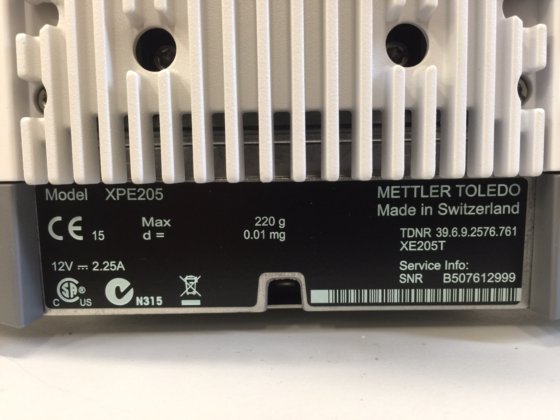 Model XPE205
METTLER TOLEDO
Made in Switzerland
CE 15
Max 220 g
d = 0.01 mg
TDNR 39.6.9.2576.761
XE205T
12V ⎓ 2.25A
Service Info:
SNR B507612999
C SA ® US
N315